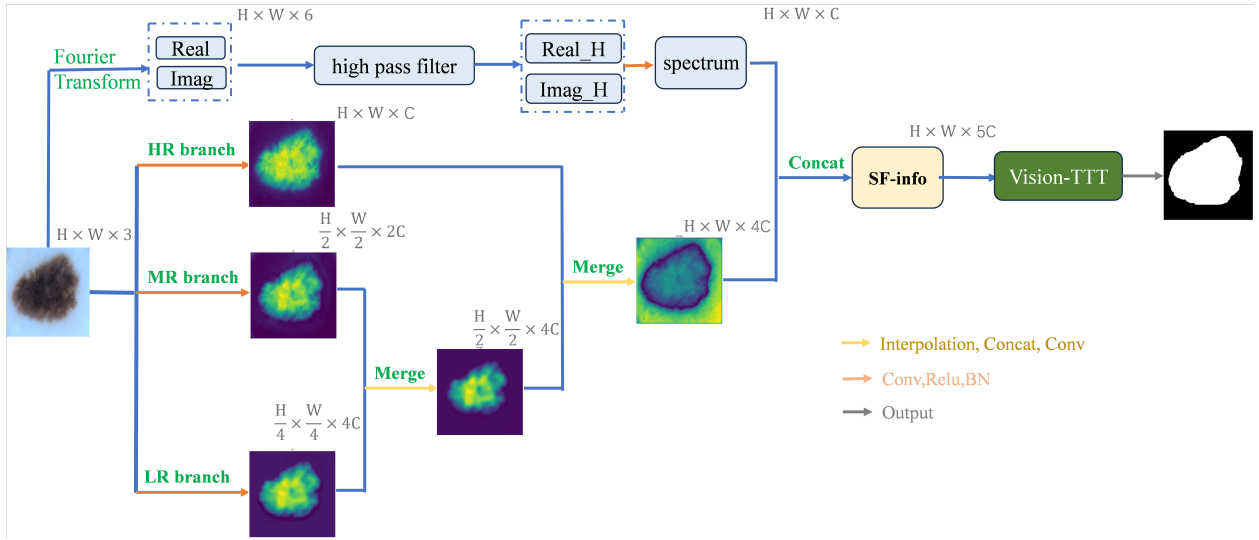 H × W × 6
H × W × C
Fourier
Transform
Real
Imag
high pass filter
Real_H
Imag_H
spectrum
H × W × C
HR branch
H × W × 5C
Concat
SF-info
Vision-TTT
H × W × 3
H/2 × W/2 × 2C
H × W × 4C
MR branch
Merge
H/2 × W/2 × 4C
Merge
Interpolation, Concat, Conv
Conv,Relu,BN
Output
H/4 × W/4 × 4C
LR branch